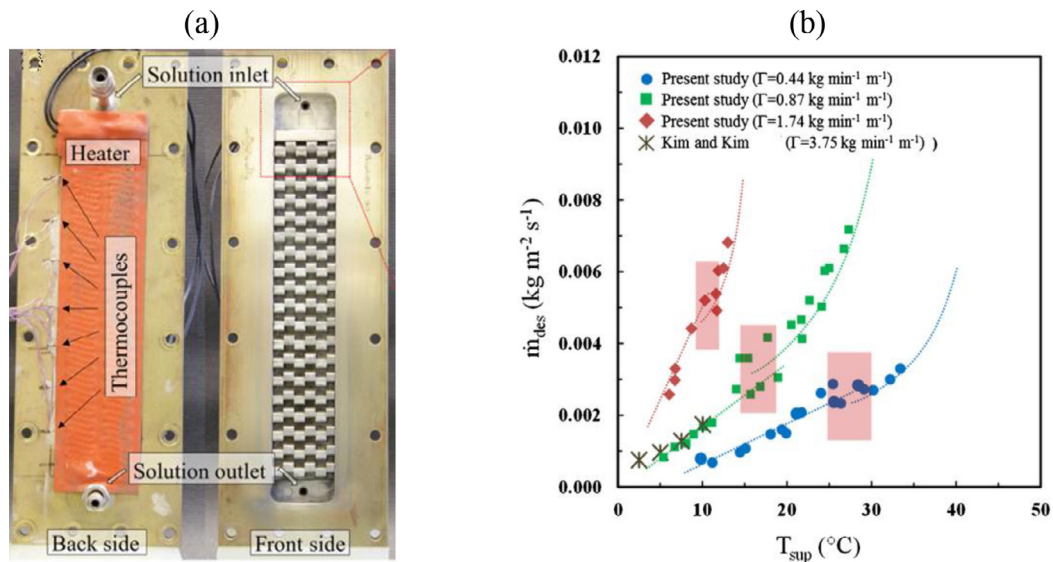 (a)
(b)
Solution inlet
Heater
Thermocouples
Solution outlet
Back side
Front side
0.012
0.010
0.008
0.006
0.004
0.002
0.000
ṁdes (kg m⁻² s⁻¹)
Present study (Γ=0.44 kg min⁻¹ m⁻¹)
Present study (Γ=0.87 kg min⁻¹ m⁻¹)
Present study (Γ=1.74 kg min⁻¹ m⁻¹)
Kim and Kim (Γ=3.75 kg min⁻¹ m⁻¹) )
0 10 20 30 40 50
Tsup (°C)